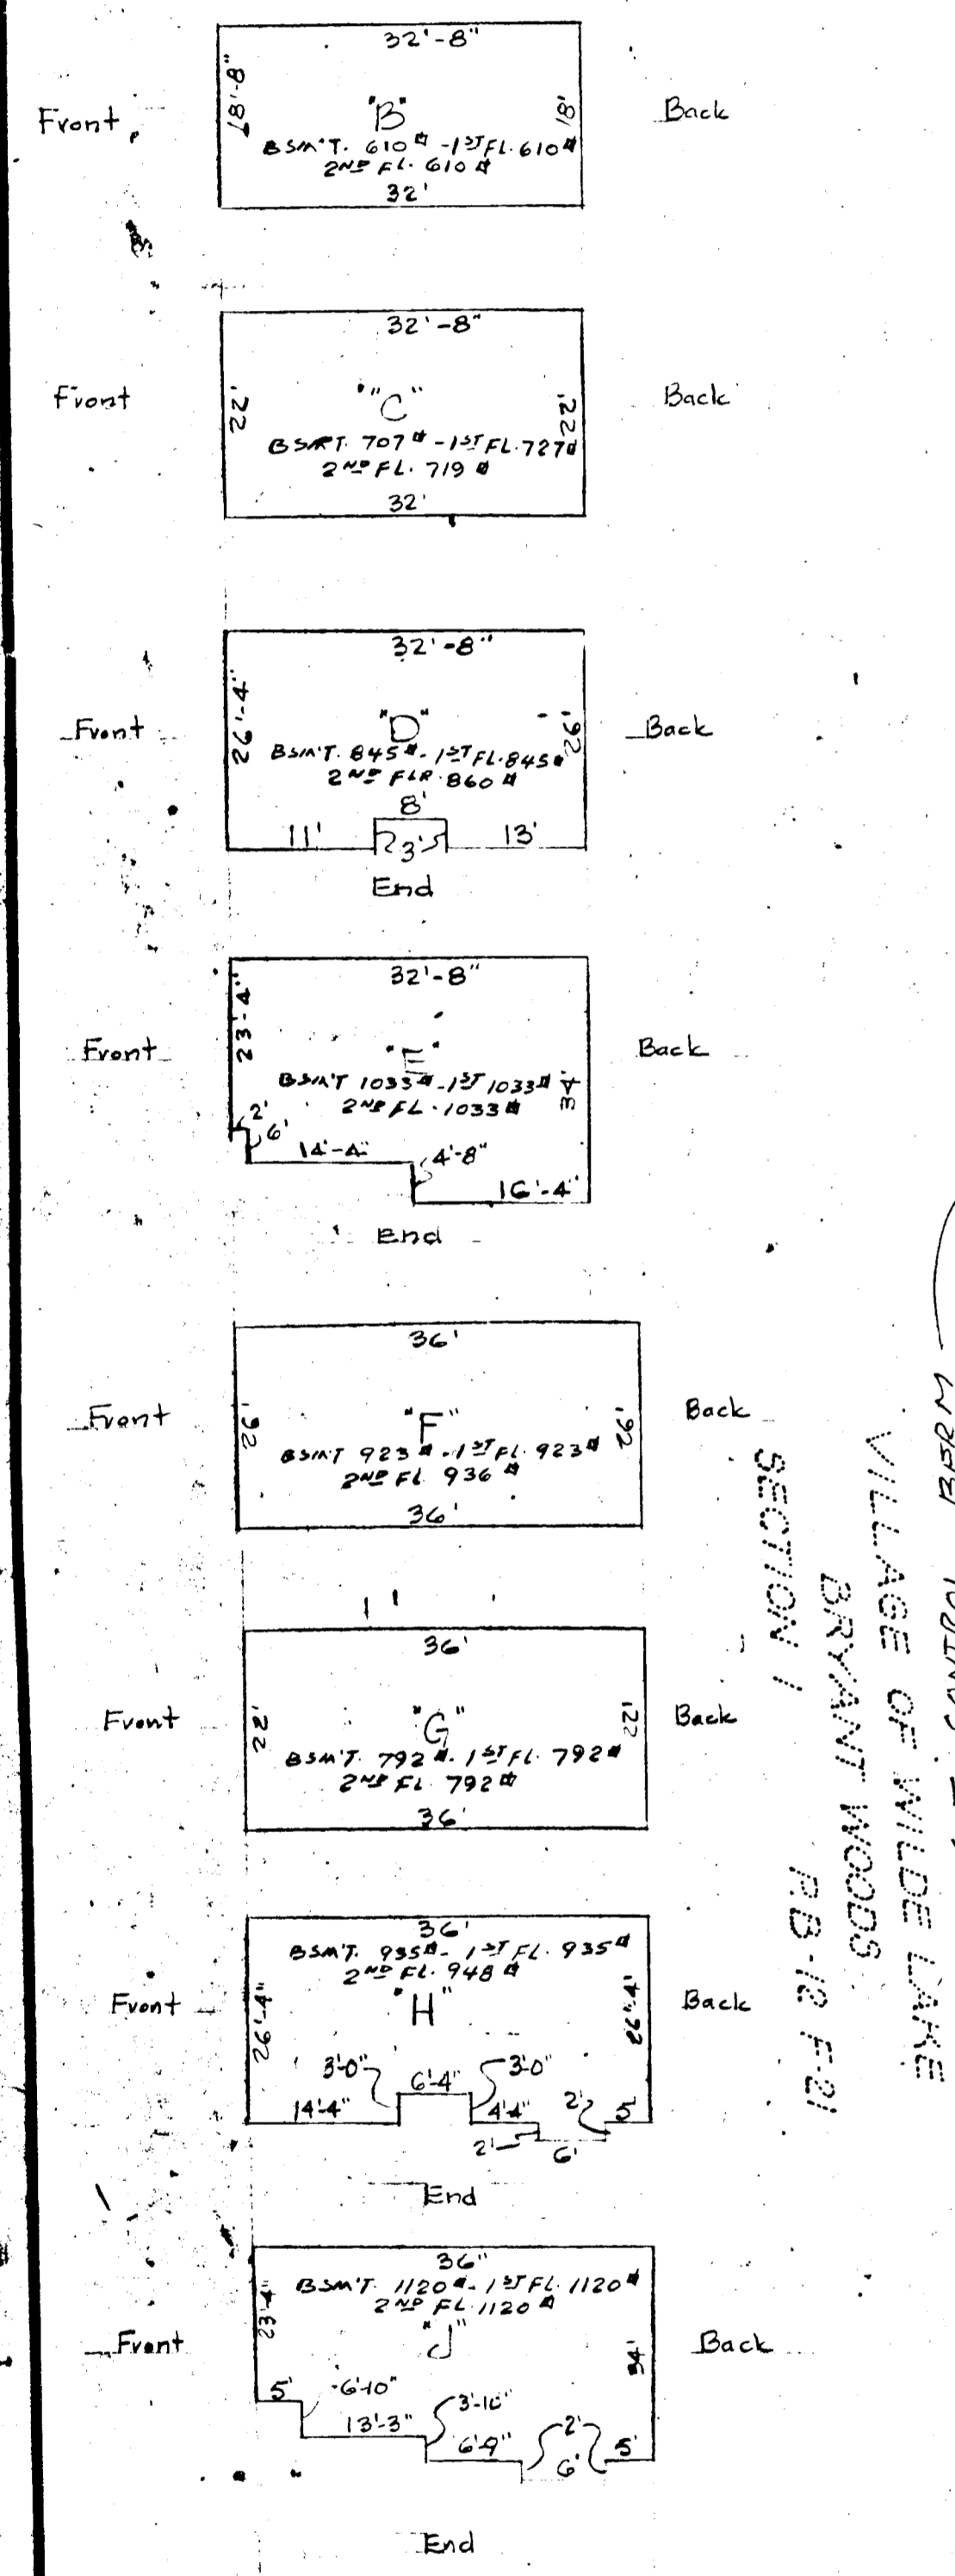 32'-8"
Front
18'-8"
"B"
18'
Back
BSM'T. 610⌗ - 1ST FL. 610⌗
2ND FL. 610⌗
32'
32'-8"
Front
22'
"C"
22'
Back
BSM'T. 707⌗ - 1ST FL. 727⌗
2ND FL. 719⌗
32'
32'-8"
Front
26'-4"
"D"
26'
Back
BSM'T. 845⌗ - 1ST FL. 845⌗
2ND FLR. 860⌗
8'
11'
3'
13'
End
32'-8"
Front
23'-4"
"E"
34'
Back
BSM'T 1033⌗ - 1ST 1033⌗
2ND FL. 1033⌗
2'
6'
14'-4"
4'-8"
16'-4"
End
36'
Front
26'
"F"
26'
Back
BSM'T 923⌗ - 1ST FL. 923⌗
2ND FL 936⌗
36'
36'
Front
22'
"G"
22'
Back
BSM'T. 792⌗ - 1ST FL. 792⌗
2ND FL. 792⌗
36'
36'
BSM'T. 935⌗ - 1ST FL. 935⌗
2ND FL. 948⌗
Front
26'-4"
"H"
Back
3'-0"
6'-4"
3'-0"
14'-4"
4'-4"
2'
5'
2'
6'
End
36"
BSM'T. 1120⌗ - 1ST FL. 1120⌗
2ND FL. 1120⌗
Front
23'-4"
"J"
34'
Back
5'
6'-10"
13'-3"
3'-10"
6'-9"
2'
6'
5'
End
CONTROL BERM
VILLAGE OF WILDE LAKE
BRYANT WOODS
SECTION 1 P.B-12 F-21